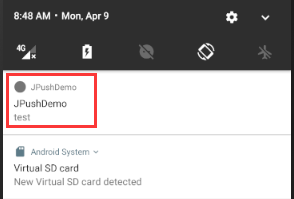 8:48 AM • Mon, Apr 9
4G
JPushDemo
JPushDemo
test
Android System
Virtual SD card
New Virtual SD card detected